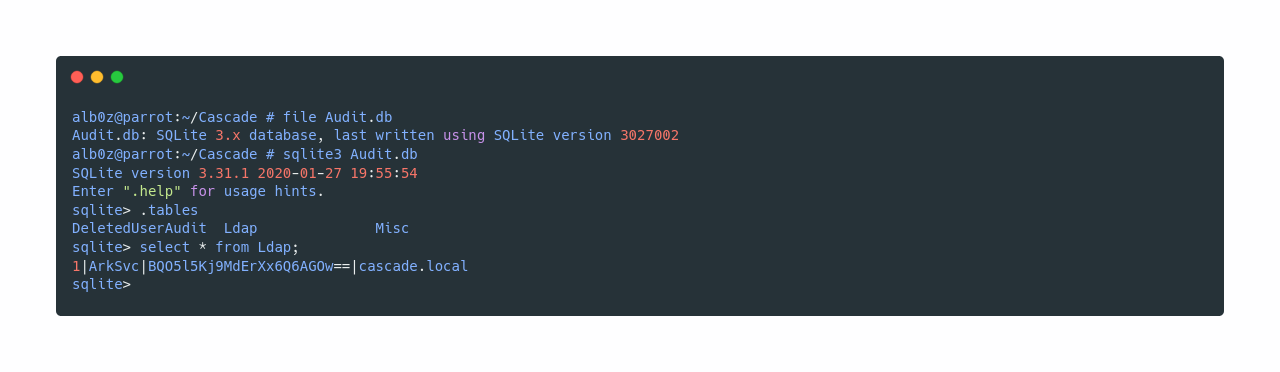 alb0z@parrot:~/Cascade # file Audit.db
Audit.db: SQLite 3.x database, last written using SQLite version 3027002
alb0z@parrot:~/Cascade # sqlite3 Audit.db
SQLite version 3.31.1 2020-01-27 19:55:54
Enter ".help" for usage hints.
sqlite> .tables
DeletedUserAudit  Ldap              Misc
sqlite> select * from Ldap;
1|ArkSvc|BQO5l5Kj9MdErXx6Q6AGOw==|cascade.local
sqlite>